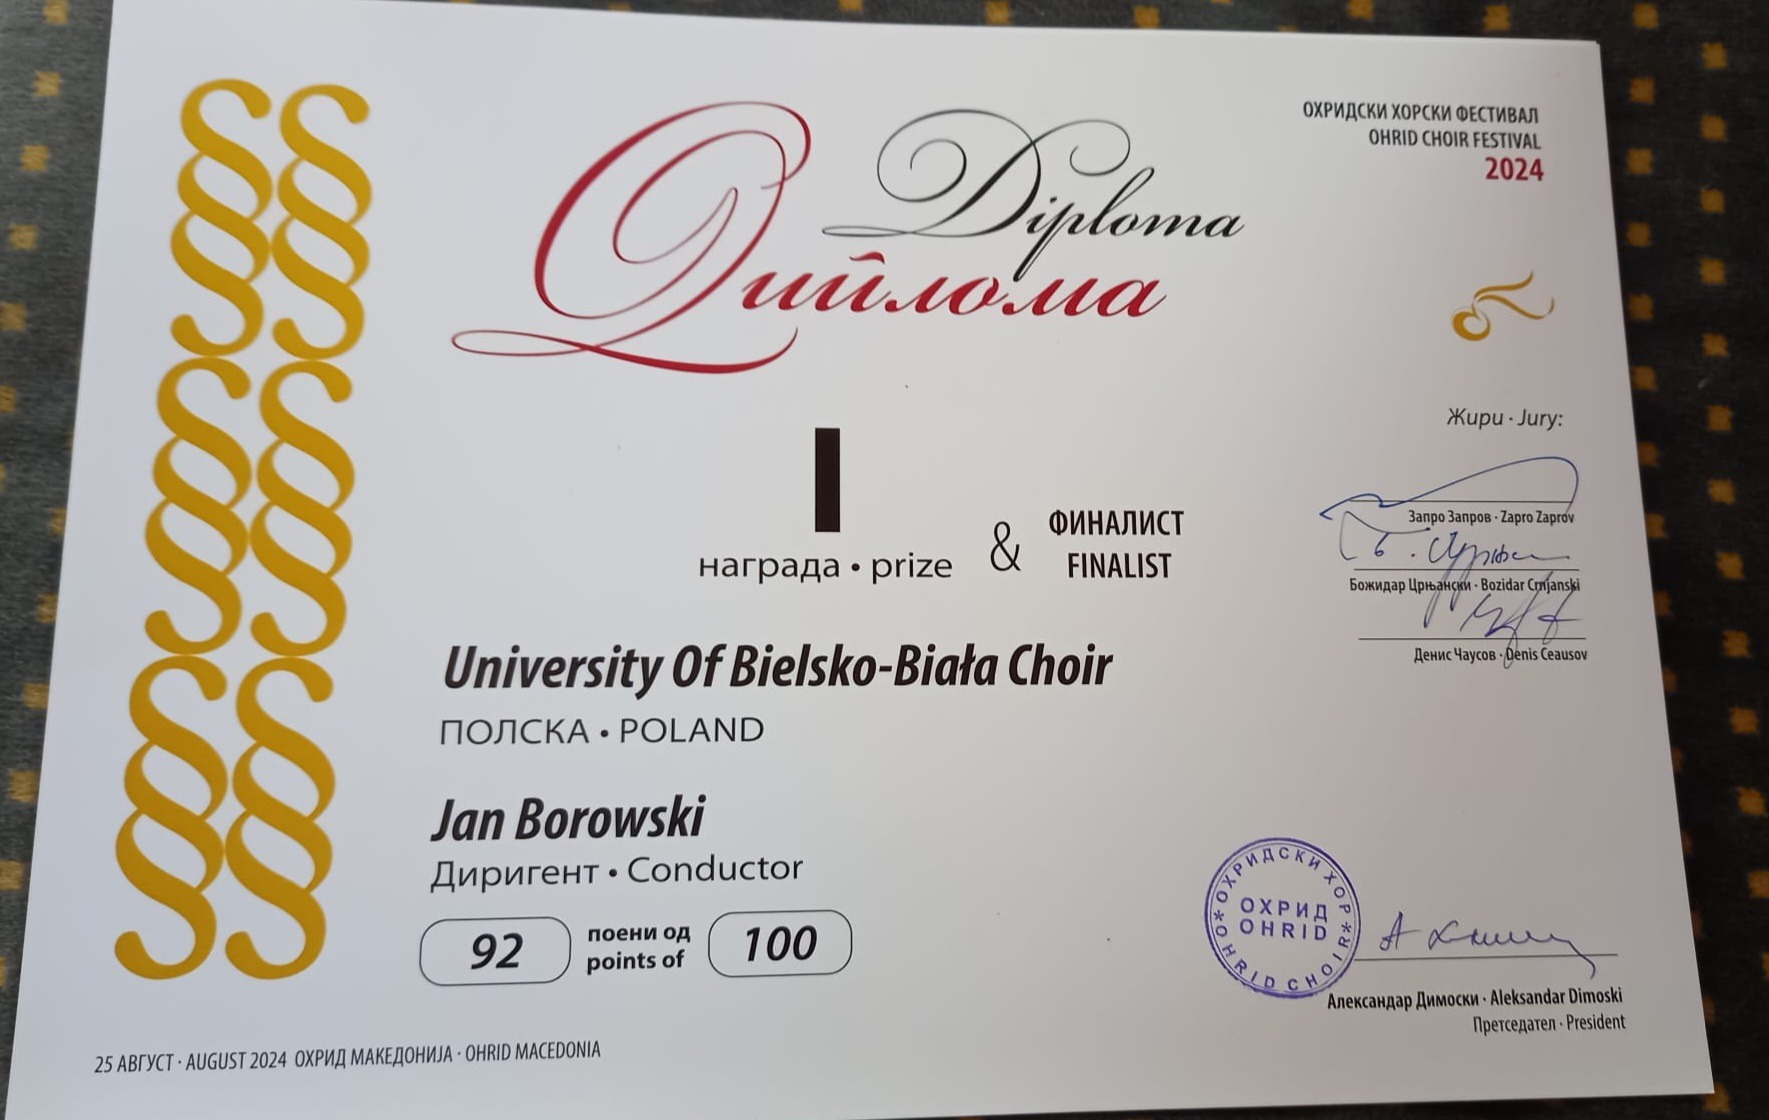 Diploma
Диплома
ОХРИДСКИ ХОРСКИ ФЕСТИВАЛ
OHRID CHOIR FESTIVAL
2024
I
награда • prize
&
ФИНАЛИСТ
FINALIST
University Of Bielsko-Biała Choir
ПОЛСКА • POLAND
Jan Borowski
Диригент • Conductor
92
поени од
points of
100
25 АВГУСТ · AUGUST 2024 ОХРИД МАКЕДОНИЈА · OHRID MACEDONIA
Жири · Jury:
Запро Запров · Zapro Zaprov
Божидар Црњански · Bozidar Crnjanski
Денис Чаусов · Denis Ceausov
ОХРИДСКИ ХОР
ОХРИД
OHRID
OHRID CHOIR
Александар Димоски · Aleksandar Dimoski
Претседател · President